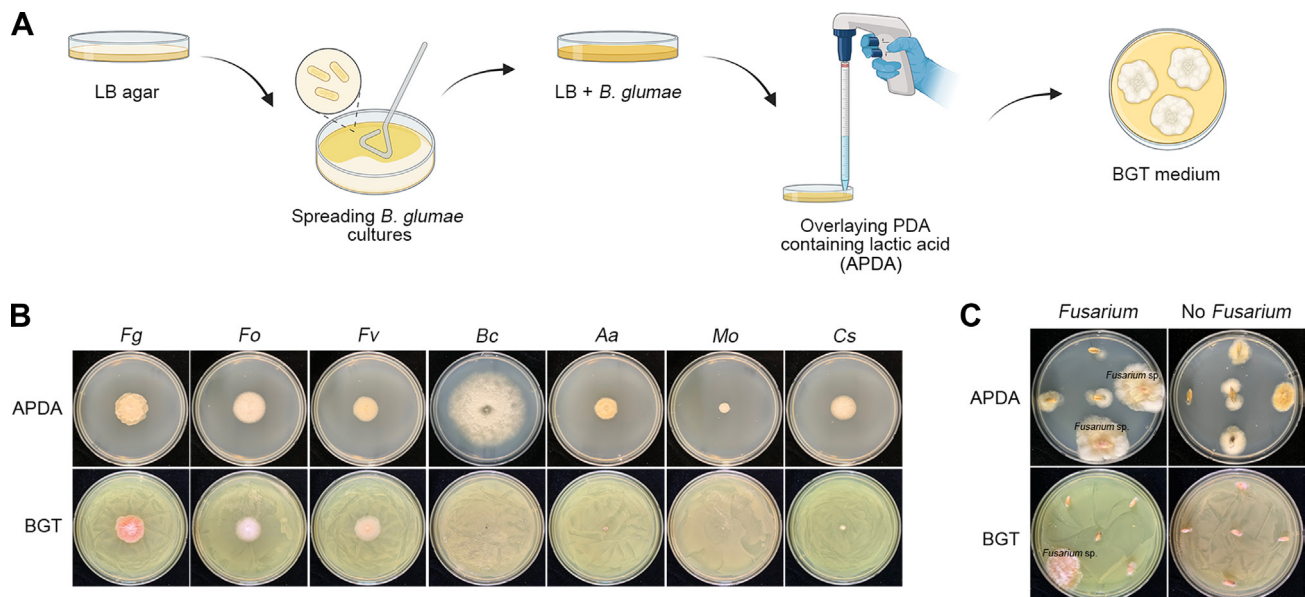 A
LB agar
Spreading B. glumae
cultures
LB + B. glumae
Overlaying PDA
containing lactic acid
(APDA)
BGT medium
B
Fg Fo Fv Bc Aa Mo Cs
APDA
BGT
C
Fusarium No Fusarium
APDA
Fusarium sp.
Fusarium sp.
BGT
Fusarium sp.